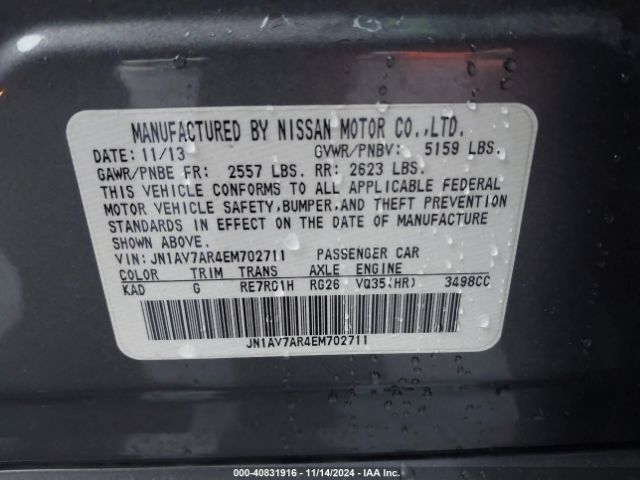 MANUFACTURED BY NISSAN MOTOR CO.,LTD.
DATE: 11/13 GVWR/PNBV: 5159 LBS.
GAWR/PNBE FR: 2557 LBS. RR: 2623 LBS.
THIS VEHICLE CONFORMS TO ALL APPLICABLE FEDERAL
MOTOR VEHICLE SAFETY,BUMPER,AND THEFT PREVENTION
STANDARDS IN EFFECT ON THE DATE OF MANUFACTURE
SHOWN ABOVE.
VIN: JN1AV7AR4EM702711 PASSENGER CAR
COLOR TRIM TRANS AXLE ENGINE
KAD G RE7R01H RG26 VQ35(HR) 3498CC
JN1AV7AR4EM702711
000-40831916 - 11/14/2024 - IAA Inc.